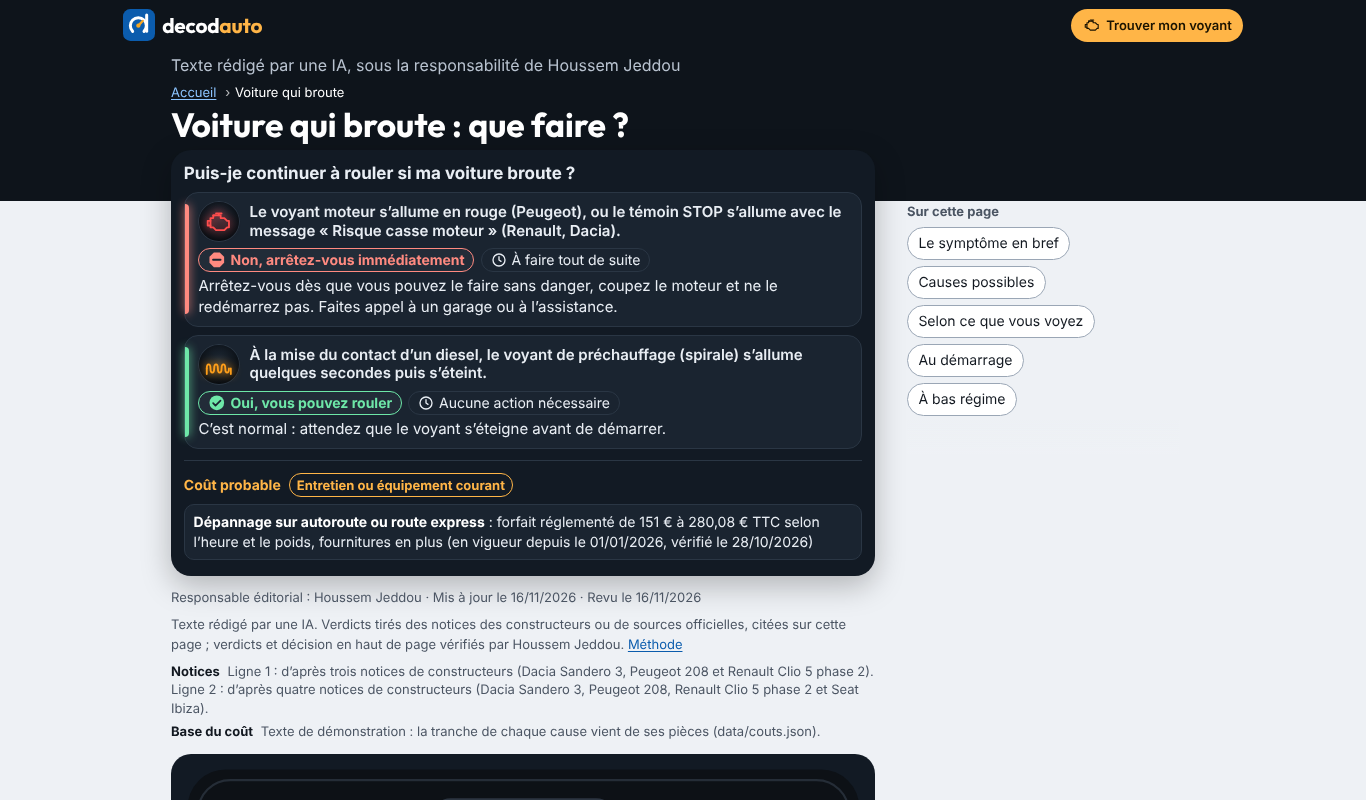 decodauto
Trouver mon voyant
Texte rédigé par une IA, sous la responsabilité de Houssem Jeddou
Accueil › Voiture qui broute
Voiture qui broute : que faire ?
Puis-je continuer à rouler si ma voiture broute ?
Le voyant moteur s’allume en rouge (Peugeot), ou le témoin STOP s’allume avec le
message « Risque casse moteur » (Renault, Dacia).
Non, arrêtez-vous immédiatement
À faire tout de suite
Arrêtez-vous dès que vous pouvez le faire sans danger, coupez le moteur et ne le
redémarrez pas. Faites appel à un garage ou à l’assistance.
À la mise du contact d’un diesel, le voyant de préchauffage (spirale) s’allume
quelques secondes puis s’éteint.
Oui, vous pouvez rouler
Aucune action nécessaire
C’est normal : attendez que le voyant s’éteigne avant de démarrer.
Coût probable
Entretien ou équipement courant
Dépannage sur autoroute ou route express : forfait réglementé de 151 € à 280,08 € TTC selon
l’heure et le poids, fournitures en plus (en vigueur depuis le 01/01/2026, vérifié le 28/10/2026)
Sur cette page
Le symptôme en bref
Causes possibles
Selon ce que vous voyez
Au démarrage
À bas régime
Responsable éditorial : Houssem Jeddou · Mis à jour le 16/11/2026 · Revu le 16/11/2026
Texte rédigé par une IA. Verdicts tirés des notices des constructeurs ou de sources officielles, citées sur cette
page ; verdicts et décision en haut de page vérifiés par Houssem Jeddou. Méthode
Notices Ligne 1 : d’après trois notices de constructeurs (Dacia Sandero 3, Peugeot 208 et Renault Clio 5 phase 2).
Ligne 2 : d’après quatre notices de constructeurs (Dacia Sandero 3, Peugeot 208, Renault Clio 5 phase 2 et Seat
Ibiza).
Base du coût Texte de démonstration : la tranche de chaque cause vient de ses pièces (data/couts.json).